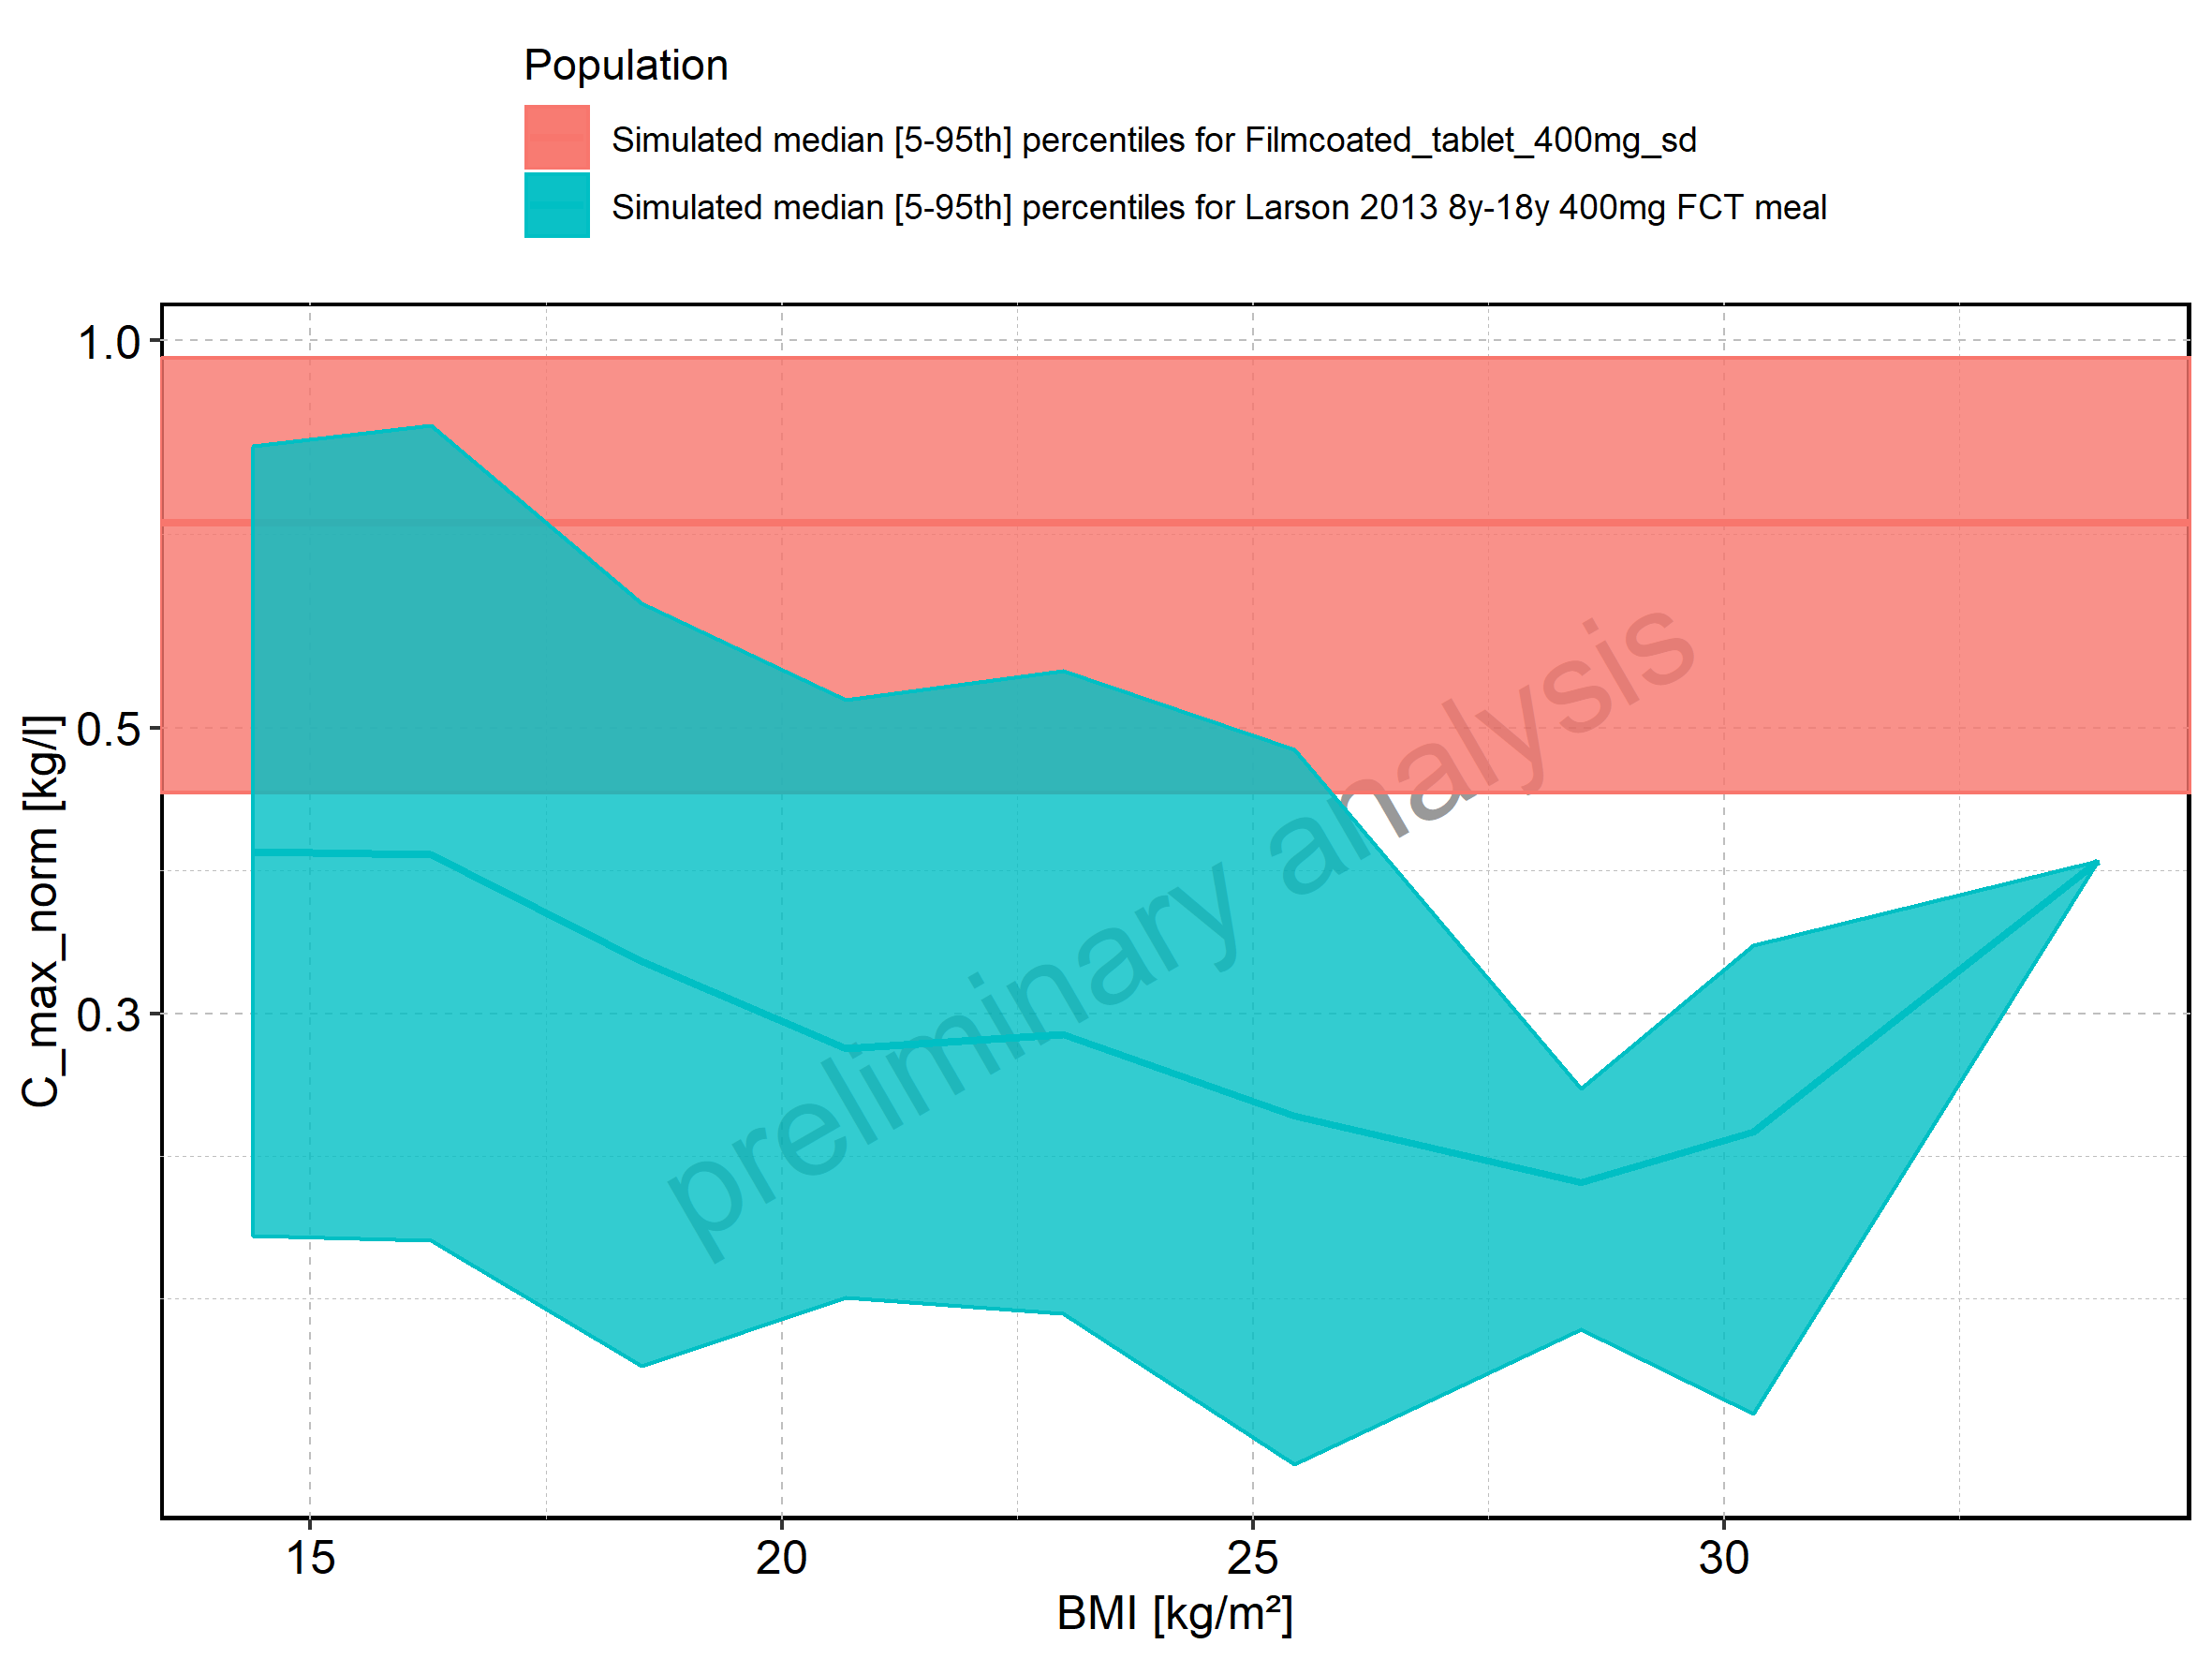 Population
Simulated median [5-95th] percentiles for Filmcoated_tablet_400mg_sd
Simulated median [5-95th] percentiles for Larson 2013 8y-18y 400mg FCT meal
1.0
0.5
0.3
C_max_norm [kg/l]
preliminary analysis
15
20
25
30
BMI [kg/m²]